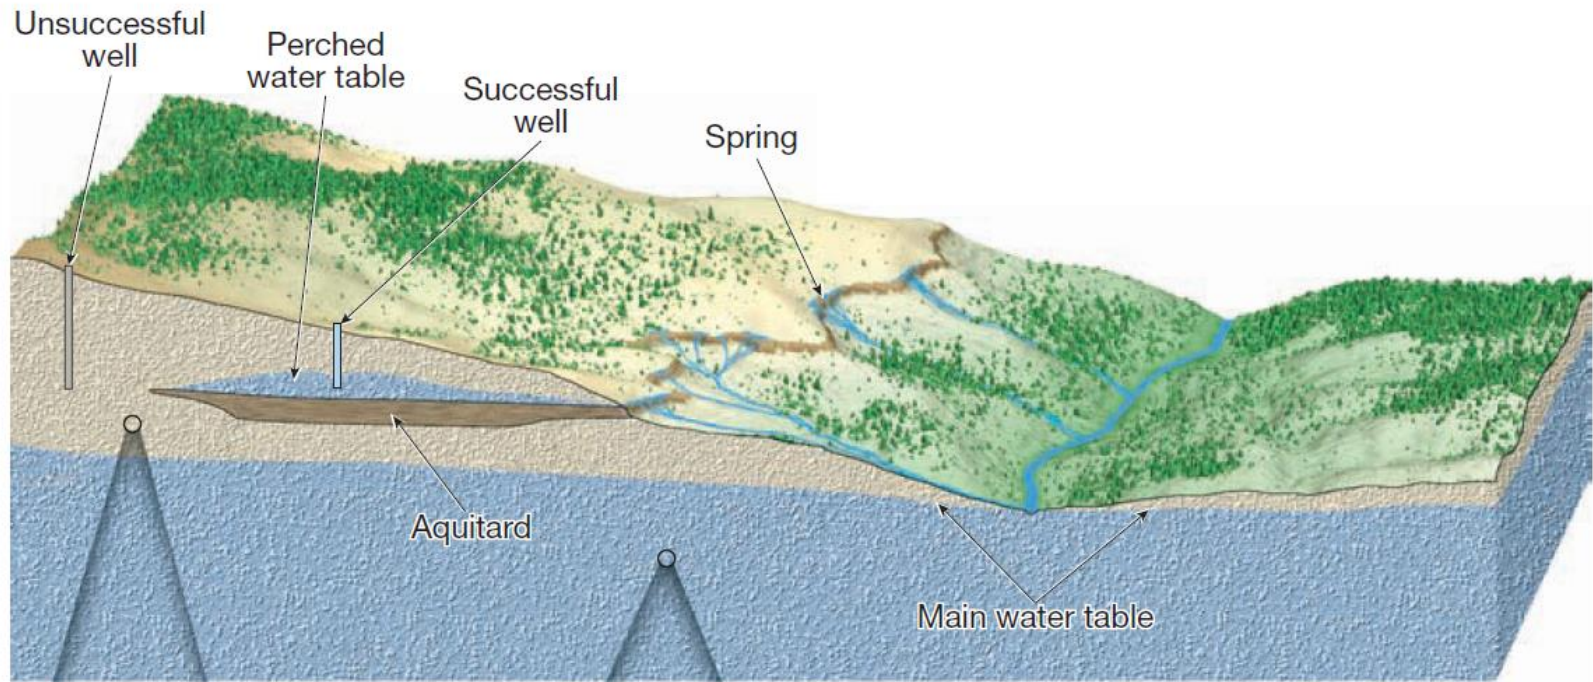 Unsuccessful
well
Perched
water table
Successful
well
Spring
Aquitard
Main water table